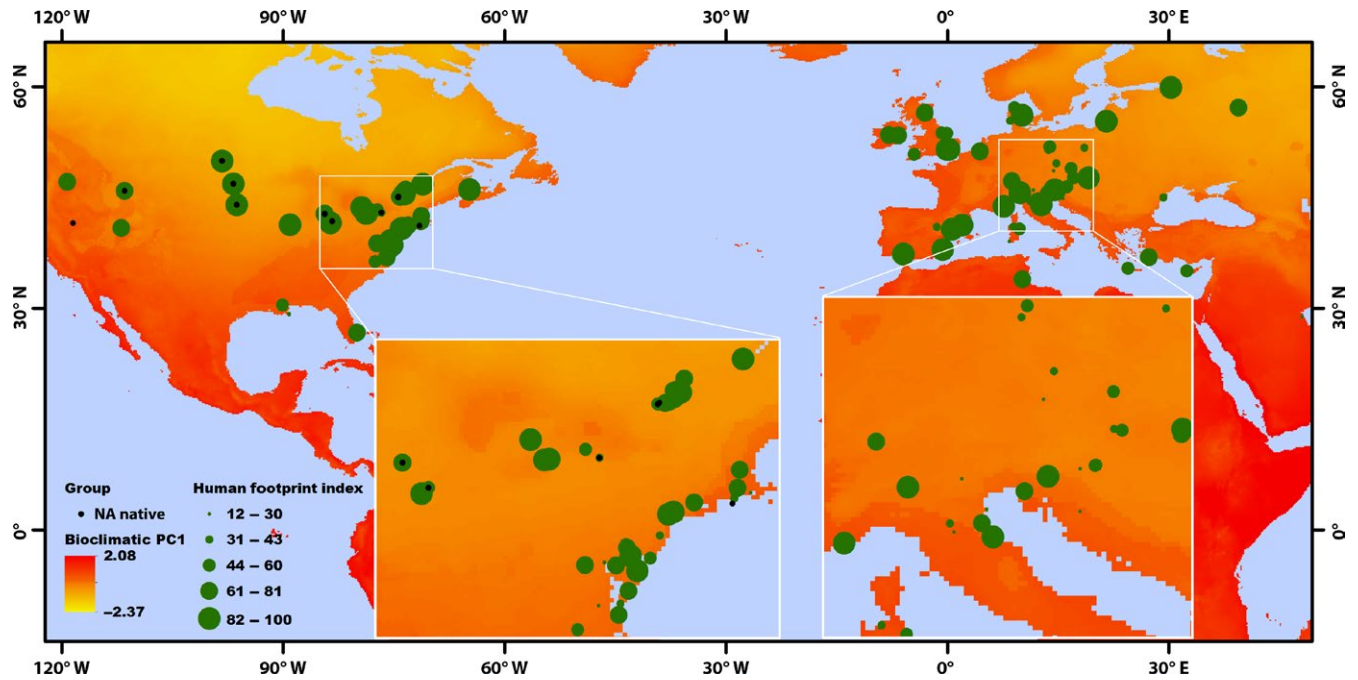 120°W 90°W 60°W 30°W 0° 30°E
60°N 60°N
30°N 30°N
0° 0°
Group
NA native
Bioclimatic PC1
2.08
–2.37
Human footprint index
12 – 30
31 – 43
44 – 60
61 – 81
82 – 100
120°W 90°W 60°W 30°W 0° 30°E